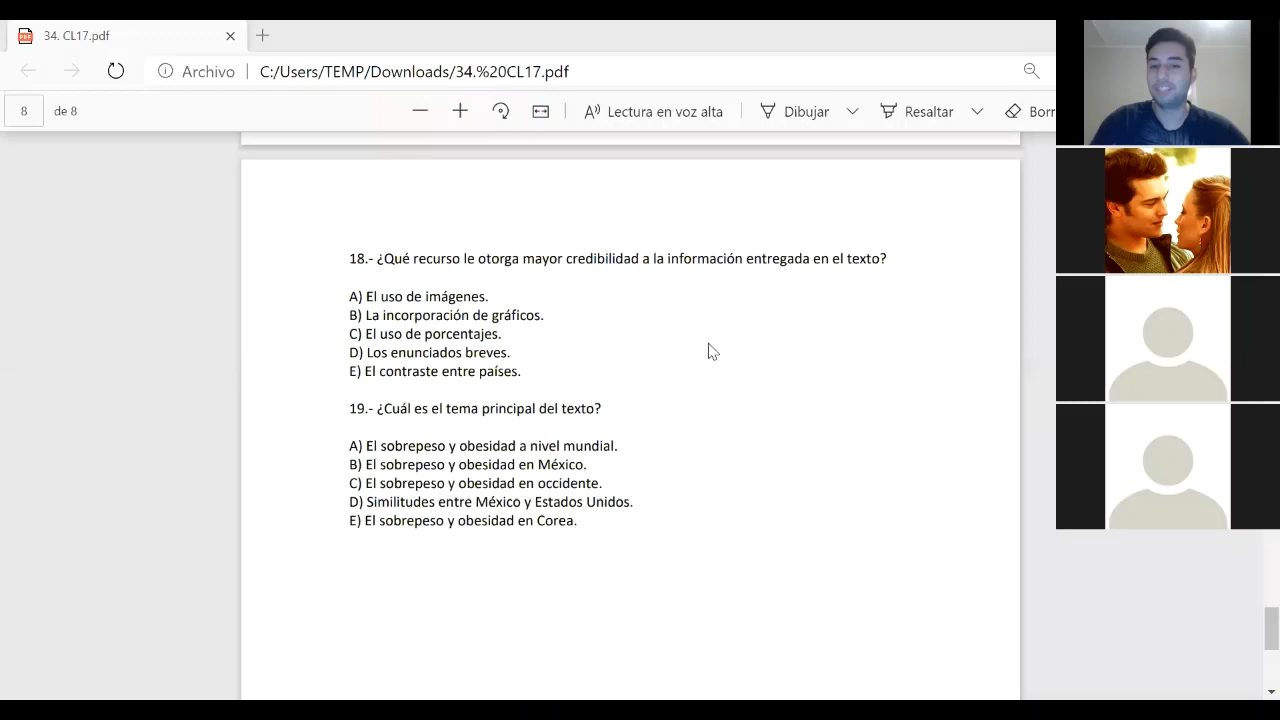 34. CL17.pdf
Archivo
C:/Users/TEMP/Downloads/34.%20CL17.pdf
8
de 8
Lectura en voz alta
Dibujar
Resaltar
Borr
18.- ¿Qué recurso le otorga mayor credibilidad a la información entregada en el texto?
A) El uso de imágenes.
B) La incorporación de gráficos.
C) El uso de porcentajes.
D) Los enunciados breves.
E) El contraste entre países.
19.- ¿Cuál es el tema principal del texto?
A) El sobrepeso y obesidad a nivel mundial.
B) El sobrepeso y obesidad en México.
C) El sobrepeso y obesidad en occidente.
D) Similitudes entre México y Estados Unidos.
E) El sobrepeso y obesidad en Corea.